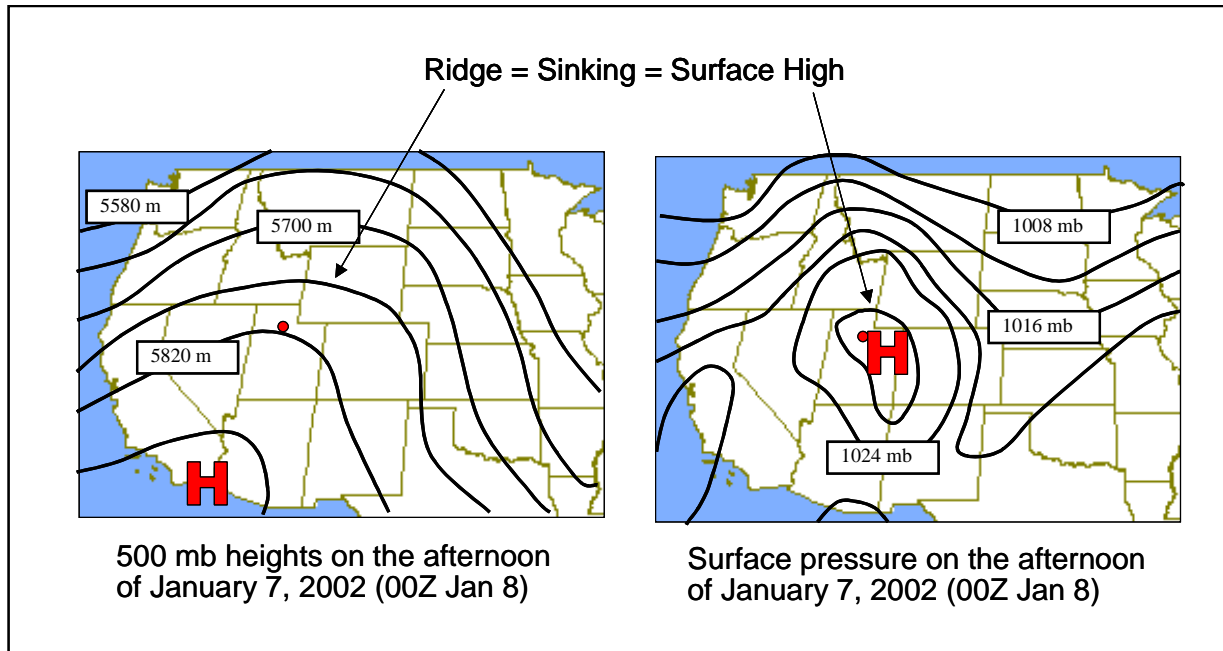 Ridge = Sinking = Surface High
5580 m
5700 m
5820 m
H
500 mb heights on the afternoon
of January 7, 2002 (00Z Jan 8)
1008 mb
1016 mb
H
1024 mb
Surface pressure on the afternoon
of January 7, 2002 (00Z Jan 8)